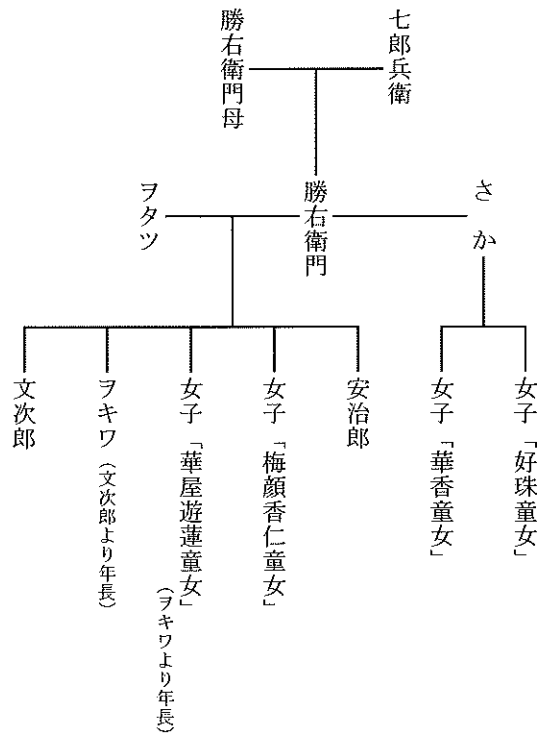 七郎兵衛
勝右衛門母
さか
勝右衛門
ヲタツ
女子「好珠童女」
女子「華香童女」
安治郎
女子「梅顔香仁童女」
女子「華屋遊蓮童女」
(ヲキワより年長)
ヲキワ(文次郎より年長)
文次郎